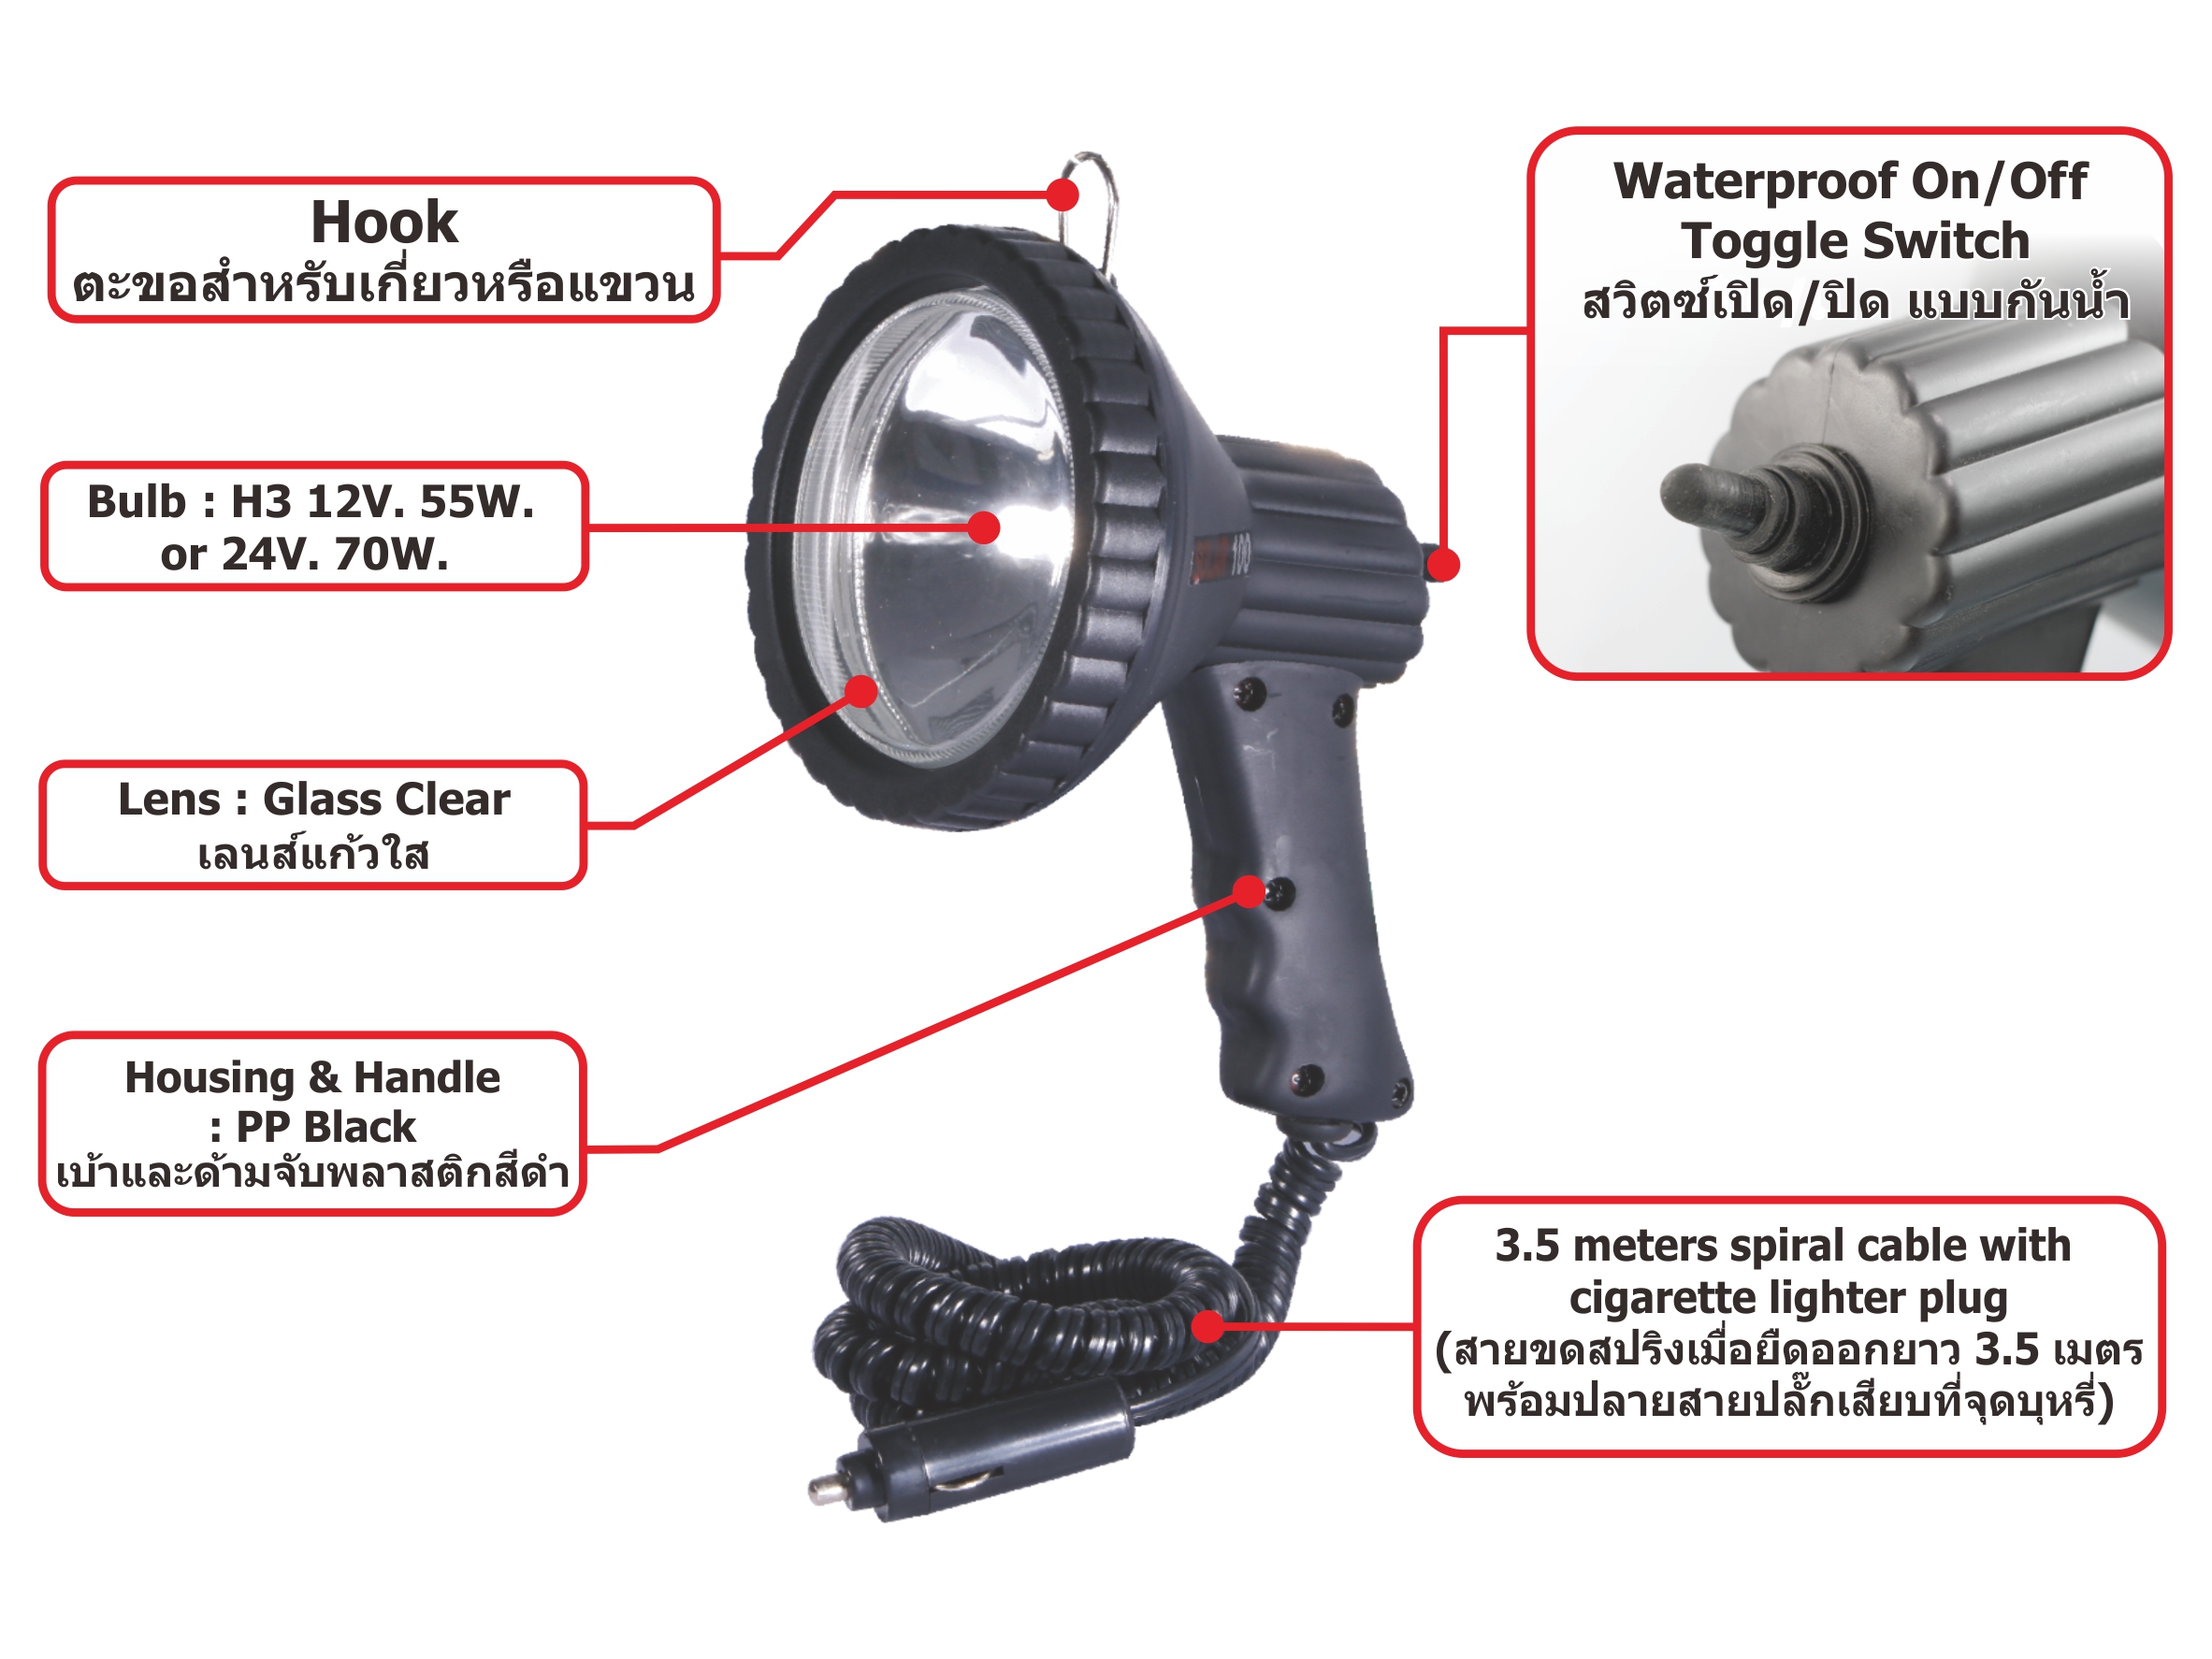 Hook
ตะขอสำหรับเกี่ยวหรือแขวน
Waterproof On/Off
Toggle Switch
สวิตซ์เปิด/ปิด แบบกันน้ำ
Bulb : H3 12V. 55W.
or 24V. 70W.
100
Lens : Glass Clear
เลนส์แก้วใส
Housing & Handle
: PP Black
เบ้าและด้ามจับพลาสติกสีดำ
3.5 meters spiral cable with
cigarette lighter plug
(สายขดสปริงเมื่อยืดออกยาว 3.5 เมตร
พร้อมปลายสายปลั๊กเสียบที่จุดบุหรี่)